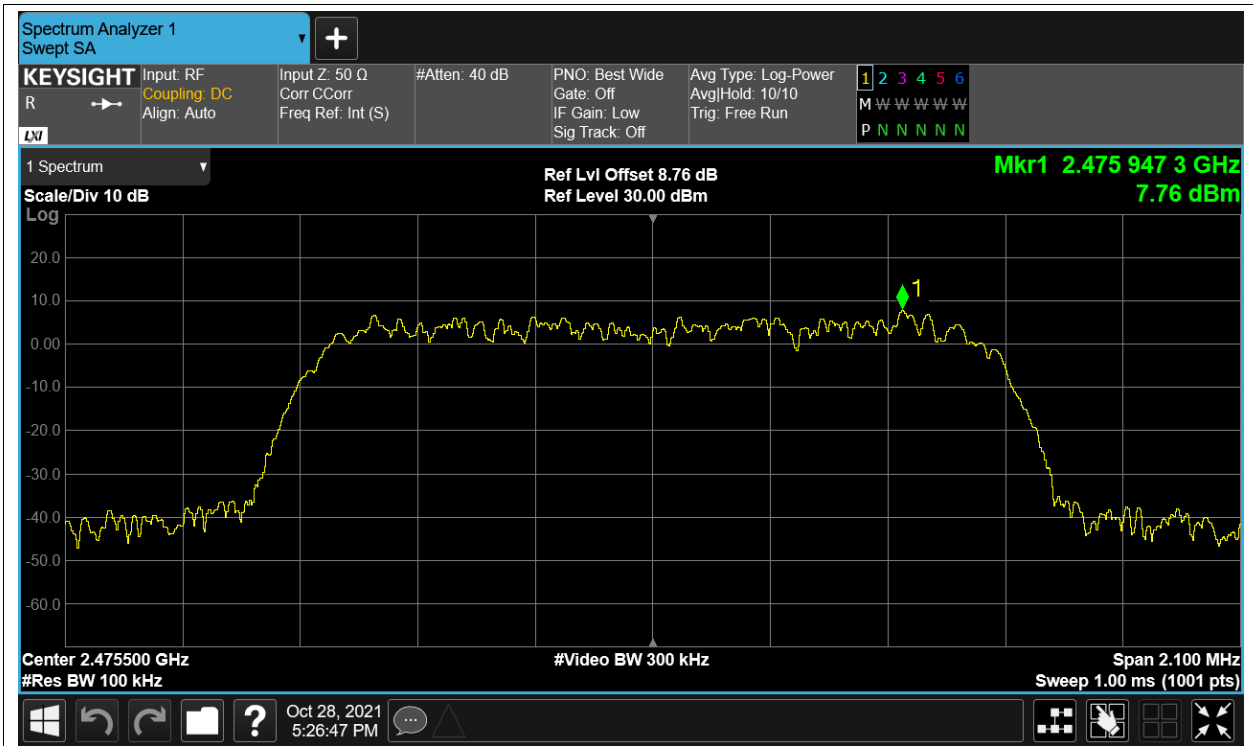 Spectrum Analyzer 1
Swept SA
▼
+
KEYSIGHT
R
LXI
Input: RF
Coupling: DC
Align: Auto
Input Z: 50 Ω
Corr CCorr
Freq Ref: Int (S)
#Atten: 40 dB
PNO: Best Wide
Gate: Off
IF Gain: Low
Sig Track: Off
Avg Type: Log-Power
Avg|Hold: 10/10
Trig: Free Run
1 2 3 4 5 6
M W W W W W
P N N N N N
1 Spectrum ▼
Scale/Div 10 dB
Ref Lvl Offset 8.76 dB
Ref Level 30.00 dBm
Mkr1 2.475 947 3 GHz
7.76 dBm
Log
20.0
10.0
1
0.00
-10.0
-20.0
-30.0
-40.0
-50.0
-60.0
Center 2.475500 GHz
#Video BW 300 kHz
Span 2.100 MHz
#Res BW 100 kHz
Sweep 1.00 ms (1001 pts)
?
Oct 28, 2021
5:26:47 PM